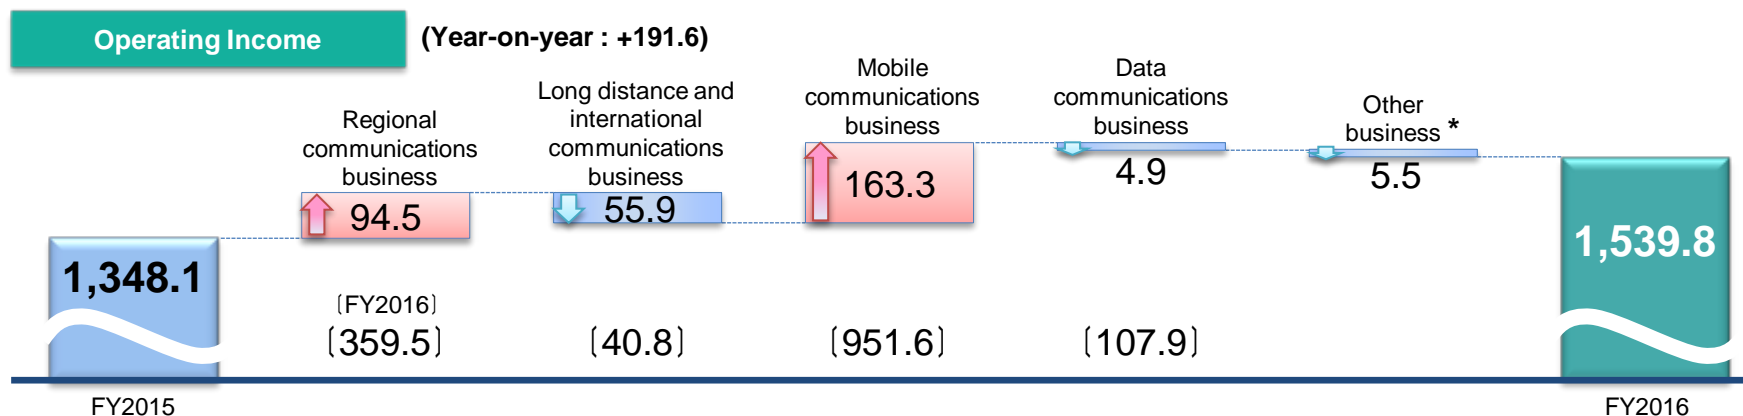 Operating Income
(Year-on-year : +191.6)
Regional
communications
business
94.5
Long distance and
international
communications
business
55.9
Mobile
communications
business
163.3
Data
communications
business
4.9
Other
business *
5.5
1,348.1
1,539.8
[FY2016]
[359.5]
[40.8]
[951.6]
[107.9]
FY2015
FY2016